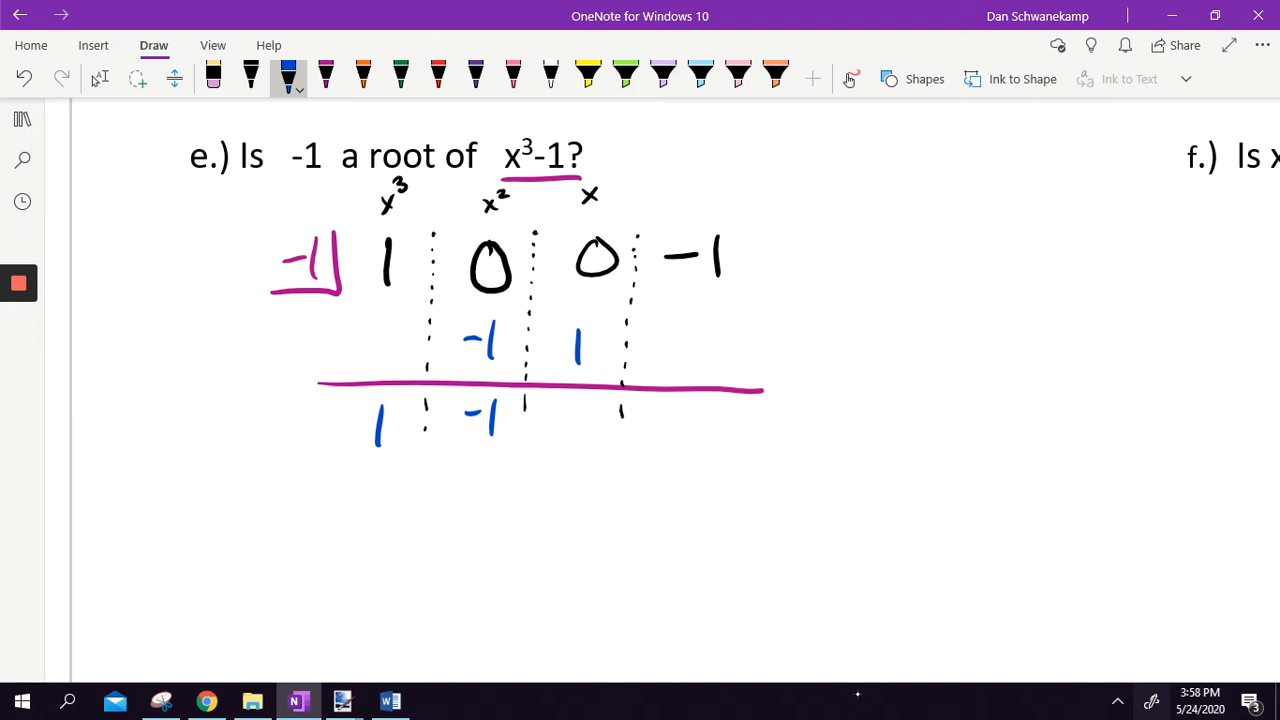 OneNote for Windows 10
Dan Schwanekamp
Home Insert Draw View Help
Share
Shapes Ink to Shape Ink to Text
e.) Is -1 a root of x³-1?
f.) Is x
x³ x² x
-1 1 0 0 -1
-1 1
1 -1
3:58 PM
5/24/2020
3